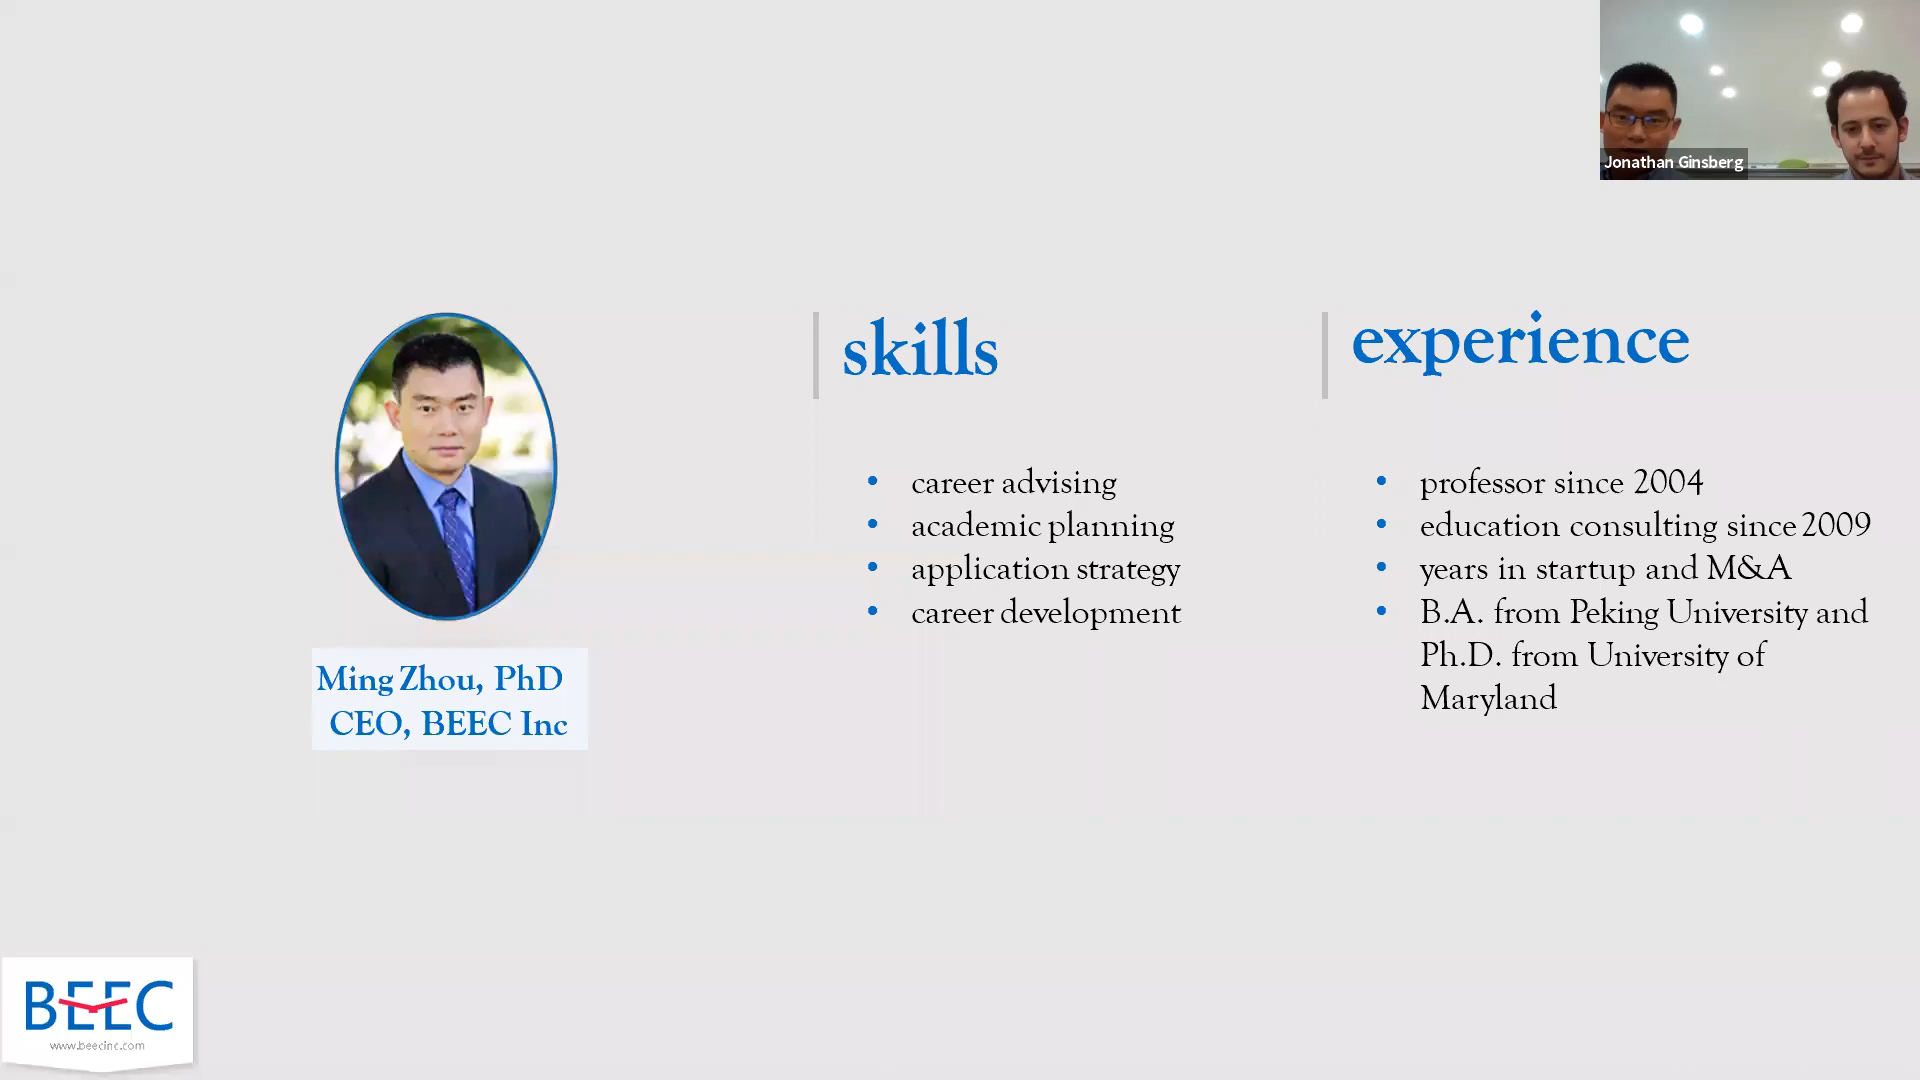 Jonathan Ginsberg
skills
experience
• career advising
• academic planning
• application strategy
• career development
• professor since 2004
• education consulting since 2009
• years in startup and M&A
• B.A. from Peking University and
Ph.D. from University of
Maryland
Ming Zhou, PhD
CEO, BEEC Inc
BEEC
www.beecinc.com